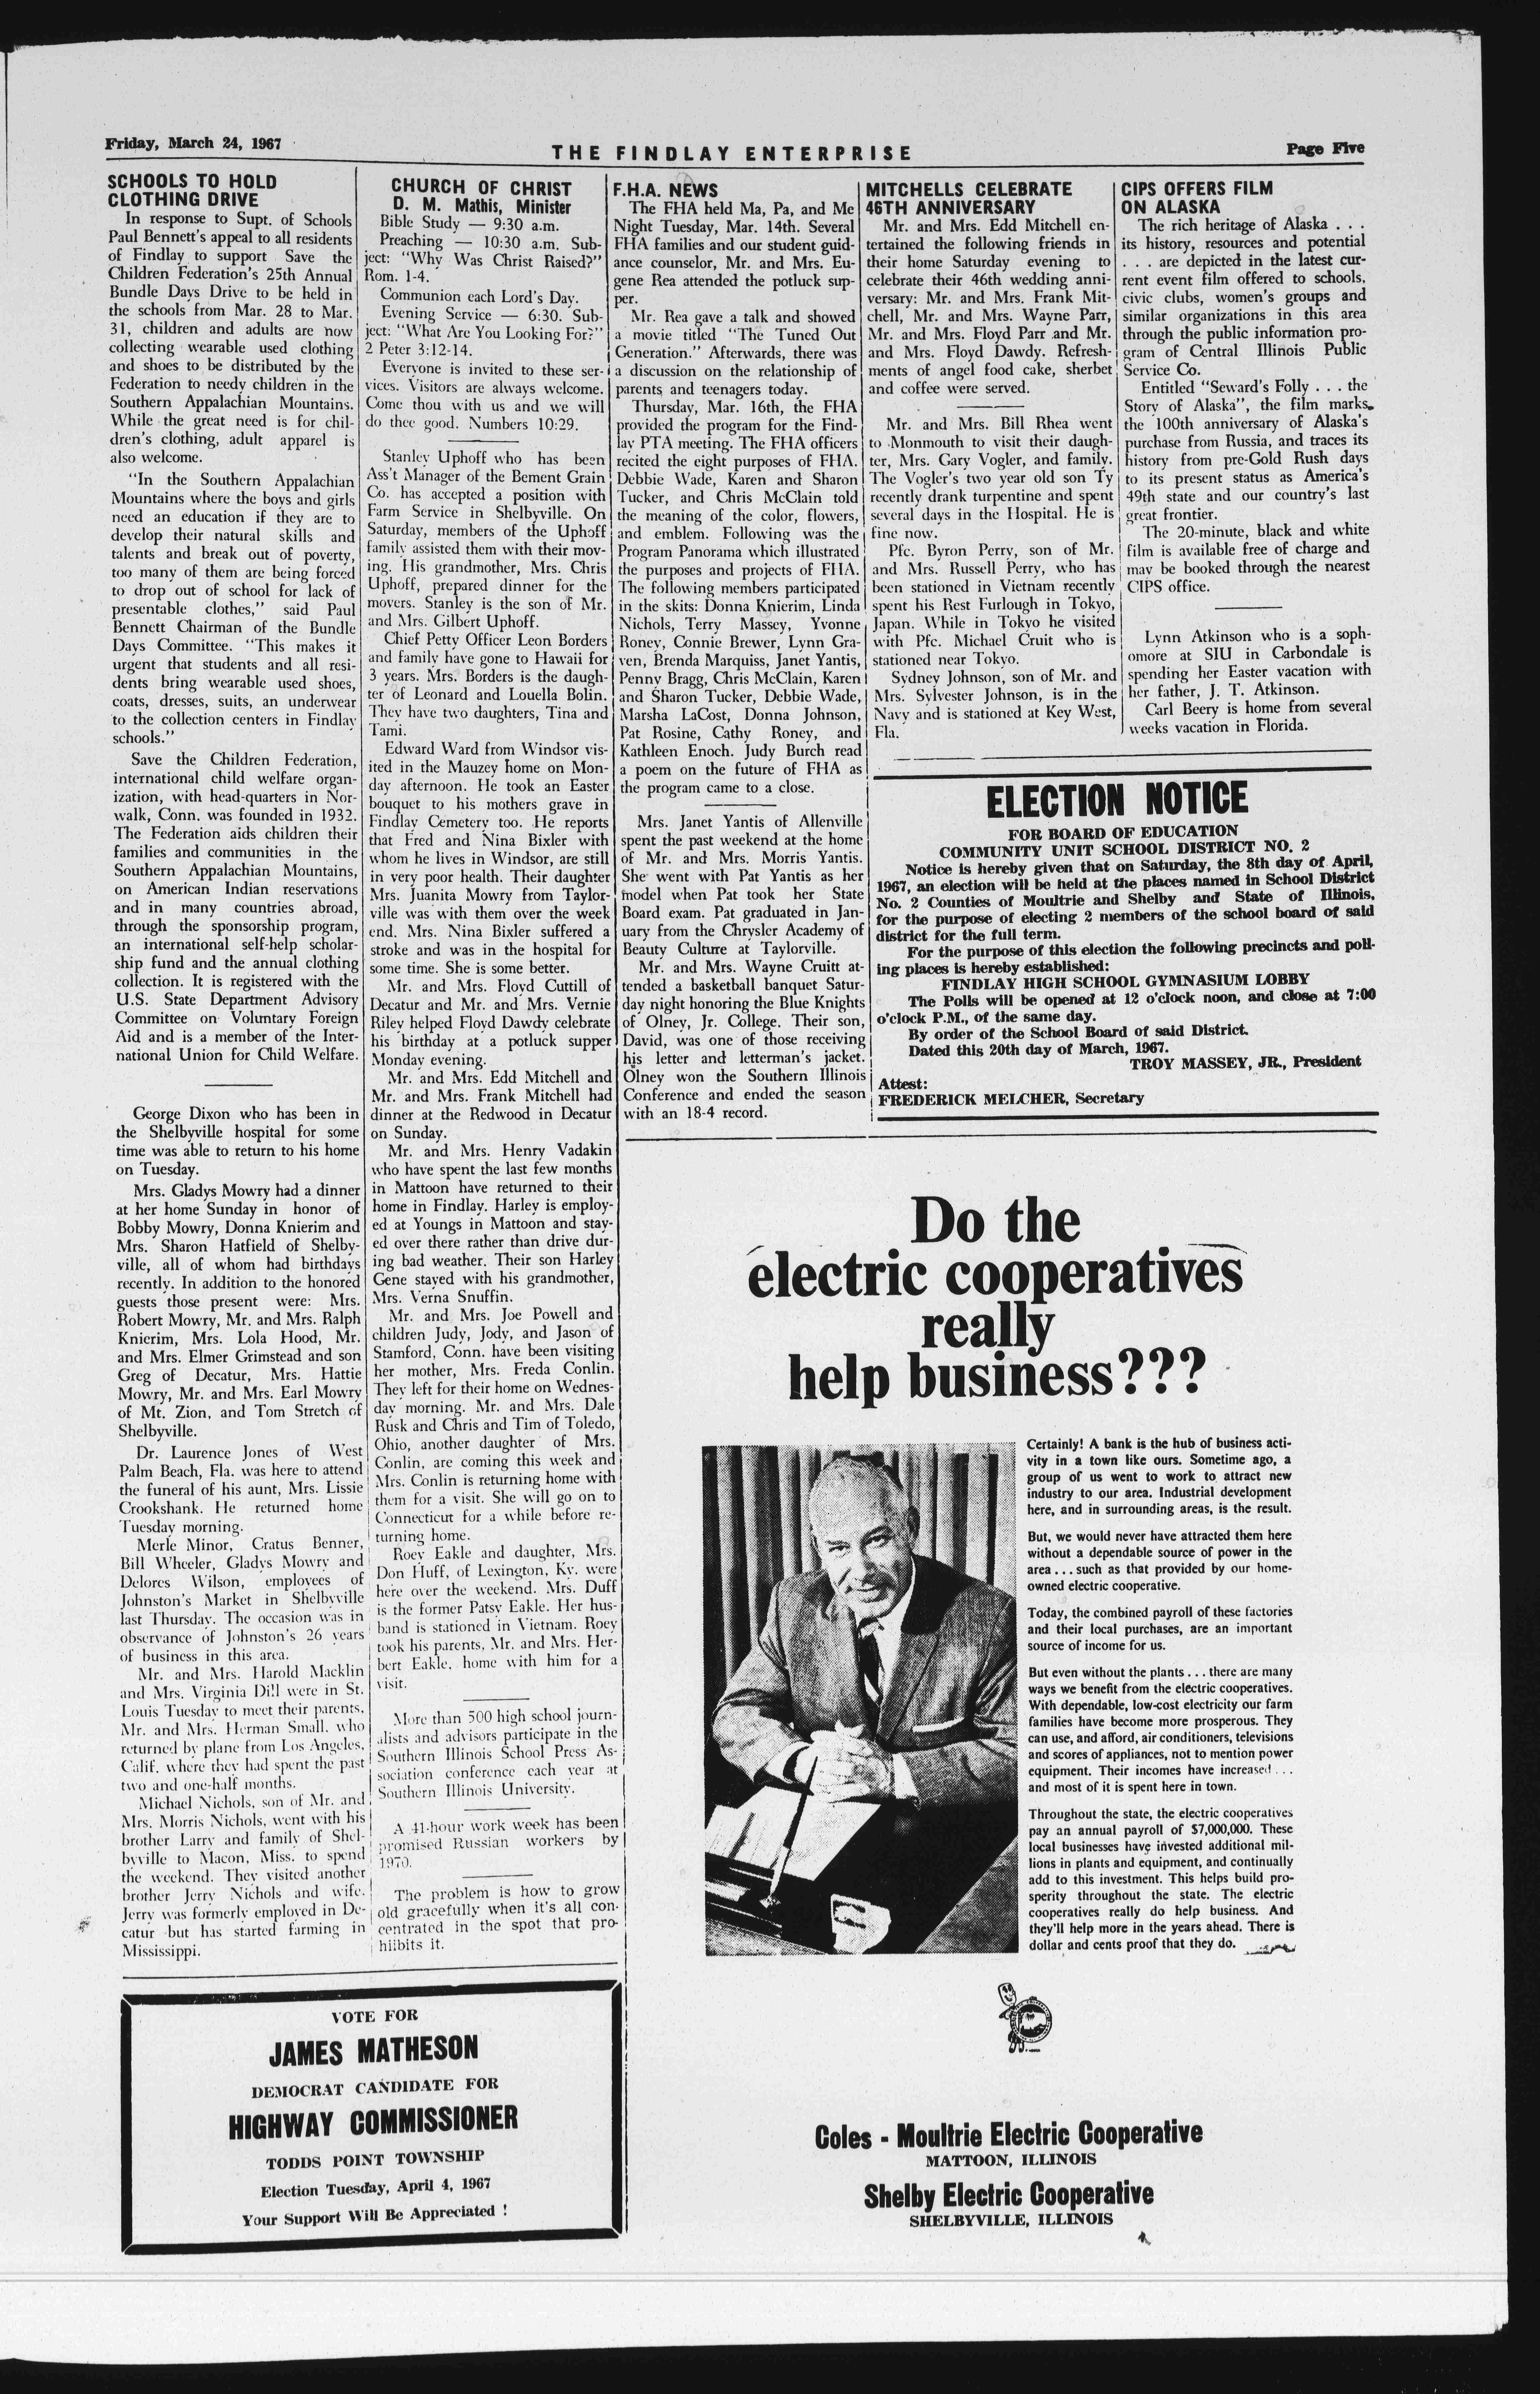 Friday, March 24, 1967
THE FINDLAY ENTERPRISE
Page Five
SCHOOLS TO HOLD
CLOTHING DRIVE
In response to Supt. of Schools
Paul Bennett's appeal to all residents
of Findlay to support Save the
Children Federation's 25th Annual
Bundle Days Drive to be held in
the schools from Mar. 28 to Mar.
31, children and adults are now
collecting wearable used clothing
and shoes to be distributed by the
Federation to needy children in the
Southern Appalachian Mountains.
While the great need is for chil-
dren's clothing, adult apparel is
also welcome.
"In the Southern Appalachian
Mountains where the boys and girls
need an education if they are to
develop their natural skills and
talents and break out of poverty,
too many of them are being forced
to drop out of school for lack of
presentable clothes," said Paul
Bennett Chairman of the Bundle
Days Committee. "This makes it
urgent that students and all resi-
dents bring wearable used shoes,
coats, dresses, suits, an underwear
to the collection centers in Findlay
schools."
Save the Children Federation,
international child welfare organ-
ization, with head-quarters in Nor-
walk, Conn. was founded in 1932.
The Federation aids children their
families and communities in the
Southern Appalachian Mountains,
on American Indian reservations
and in many countries abroad,
through the sponsorship program,
an international self-help scholar-
ship fund and the annual clothing
collection. It is registered with the
U.S. State Department Advisory
Committee on Voluntary Foreign
Aid and is a member of the Inter-
national Union for Child Welfare.
George Dixon who has been in
the Shelbyville hospital for some
time was able to return to his home
on Tuesday.
Mrs. Gladys Mowry had a dinner
at her home Sunday in honor of
Bobby Mowry, Donna Knierim and
Mrs. Sharon Hatfield of Shelby-
ville, all of whom had birthdays
recently. In addition to the honored
guests those present were: Mrs.
Robert Mowry, Mr. and Mrs. Ralph
Knierim, Mrs. Lola Hood, Mr.
and Mrs. Elmer Grimstead and son
Greg of Decatur, Mrs. Hattie
Mowry, Mr. and Mrs. Earl Mowry
of Mt. Zion, and Tom Stretch of
Shelbyville.
Dr. Laurence Jones of West
Palm Beach, Fla. was here to attend
the funeral of his aunt, Mrs. Lissie
Crookshank. He returned home
Tuesday morning.
Merle Minor, Cratus Benner,
Bill Wheeler, Gladys Mowry and
Delores Wilson, employees of
Johnston's Market in Shelbyville
last Thursday. The occasion was in
observance of Johnston's 26 years
of business in this area.
Mr. and Mrs. Harold Macklin
and Mrs. Virginia Dill were in St.
Louis Tuesday to meet their parents,
Mr. and Mrs. Herman Small, who
returned by plane from Los Angeles,
Calif. where they had spent the past
two and one-half months.
Michael Nichols, son of Mr. and
Mrs. Morris Nichols, went with his
brother Larry and family of Shel-
byville to Macon, Miss. to spend
the weekend. They visited another
brother Jerry Nichols and wife.
Jerry was formerly employed in De-
catur but has started farming in
Mississippi.
CHURCH OF CHRIST
D. M. Mathis, Minister
Bible Study — 9:30 a.m.
Preaching — 10:30 a.m. Sub-
ject: "Why Was Christ Raised?"
Rom. 1-4.
Communion each Lord's Day.
Evening Service — 6:30. Sub-
ject: "What Are You Looking For?"
2 Peter 3:12-14.
Everyone is invited to these ser-
vices. Visitors are always welcome.
Come thou with us and we will
do thee good. Numbers 10:29.
Stanley Uphoff who has been
Ass't Manager of the Bement Grain
Co. has accepted a position with
Farm Service in Shelbyville. On
Saturday, members of the Uphoff
family assisted them with their mov-
ing. His grandmother, Mrs. Chris
Uphoff, prepared dinner for the
movers. Stanley is the son of Mr.
and Mrs. Gilbert Uphoff.
Chief Petty Officer Leon Borders
and family have gone to Hawaii for
3 years. Mrs. Borders is the daugh-
ter of Leonard and Louella Bolin.
They have two daughters, Tina and
Tami.
Edward Ward from Windsor vis-
ited in the Mauzey home on Mon-
day afternoon. He took an Easter
bouquet to his mothers grave in
Findlay Cemetery too. He reports
that Fred and Nina Bixler with
whom he lives in Windsor, are still
in very poor health. Their daughter
Mrs. Juanita Mowry from Taylor-
ville was with them over the week
end. Mrs. Nina Bixler suffered a
stroke and was in the hospital for
some time. She is some better.
Mr. and Mrs. Floyd Cuttill of
Decatur and Mr. and Mrs. Vernie
Riley helped Floyd Dawdy celebrate
his birthday at a potluck supper
Monday evening.
Mr. and Mrs. Edd Mitchell and
Mr. and Mrs. Frank Mitchell had
dinner at the Redwood in Decatur
on Sunday.
Mr. and Mrs. Henry Vadakin
who have spent the last few months
in Mattoon have returned to their
home in Findlay. Harley is employ-
ed at Youngs in Mattoon and stay-
ed over there rather than drive dur-
ing bad weather. Their son Harley
Gene stayed with his grandmother,
Mrs. Verna Snuffin.
Mr. and Mrs. Joe Powell and
children Judy, Jody, and Jason of
Stamford, Conn. have been visiting
her mother, Mrs. Freda Conlin.
They left for their home on Wednes-
day morning. Mr. and Mrs. Dale
Rusk and Chris and Tim of Toledo,
Ohio, another daughter of Mrs.
Conlin, are coming this week and
Mrs. Conlin is returning home with
them for a visit. She will go on to
Connecticut for a while before re-
turning home.
Roey Eakle and daughter, Mrs.
Don Huff, of Lexington, Ky. were
here over the weekend. Mrs. Duff
is the former Patsy Eakle. Her hus-
band is stationed in Vietnam. Roey
took his parents, Mr. and Mrs. Her-
bert Eakle, home with him for a
visit.
More than 500 high school journ-
alists and advisors participate in the
Southern Illinois School Press As-
sociation conference each year at
Southern Illinois University.
A 41-hour work week has been
promised Russian workers by
1970.
The problem is how to grow
old gracefully when it's all con-
centrated in the spot that pro-
hiibits it.
F.H.A. NEWS
The FHA held Ma, Pa, and Me
Night Tuesday, Mar. 14th. Several
FHA families and our student guid-
ance counselor, Mr. and Mrs. Eu-
gene Rea attended the potluck sup-
per.
Mr. Rea gave a talk and showed
a movie titled "The Tuned Out
Generation." Afterwards, there was
a discussion on the relationship of
parents and teenagers today.
Thursday, Mar. 16th, the FHA
provided the program for the Find-
lay PTA meeting. The FHA officers
recited the eight purposes of FHA.
Debbie Wade, Karen and Sharon
Tucker, and Chris McClain told
the meaning of the color, flowers,
and emblem. Following was the
Program Panorama which illustrated
the purposes and projects of FHA.
The following members participated
in the skits: Donna Knierim, Linda
Nichols, Terry Massey, Yvonne
Roney, Connie Brewer, Lynn Gra-
ven, Brenda Marquiss, Janet Yantis,
Penny Bragg, Chris McClain, Karen
and Sharon Tucker, Debbie Wade,
Marsha LaCost, Donna Johnson,
Pat Rosine, Cathy Roney, and
Kathleen Enoch. Judy Burch read
a poem on the future of FHA as
the program came to a close.
Mrs. Janet Yantis of Allenville
spent the past weekend at the home
of Mr. and Mrs. Morris Yantis.
She went with Pat Yantis as her
model when Pat took her State
Board exam. Pat graduated in Jan-
uary from the Chrysler Academy of
Beauty Culture at Taylorville.
Mr. and Mrs. Wayne Cruitt at-
tended a basketball banquet Satur-
day night honoring the Blue Knights
of Olney, Jr. College. Their son,
David, was one of those receiving
his letter and letterman's jacket.
Olney won the Southern Illinois
Conference and ended the season
with an 18-4 record.
MITCHELLS CELEBRATE
46TH ANNIVERSARY
Mr. and Mrs. Edd Mitchell en-
tertained the following friends in
their home Saturday evening to
celebrate their 46th wedding anni-
versary: Mr. and Mrs. Frank Mit-
chell, Mr. and Mrs. Wayne Parr,
Mr. and Mrs. Floyd Parr and Mr.
and Mrs. Floyd Dawdy. Refresh-
ments of angel food cake, sherbet
and coffee were served.
Mr. and Mrs. Bill Rhea went
to Monmouth to visit their daugh-
ter, Mrs. Gary Vogler, and family.
The Vogler's two year old son Ty
recently drank turpentine and spent
several days in the Hospital. He is
fine now.
Pfc. Byron Perry, son of Mr.
and Mrs. Russell Perry, who has
been stationed in Vietnam recently
spent his Rest Furlough in Tokyo,
Japan. While in Tokyo he visited
with Pfc. Michael Cruit who is
stationed near Tokyo.
Sydney Johnson, son of Mr. and
Mrs. Sylvester Johnson, is in the
Navy and is stationed at Key West,
Fla.
CIPS OFFERS FILM
ON ALASKA
The rich heritage of Alaska . . .
its history, resources and potential
. . . are depicted in the latest cur-
rent event film offered to schools,
civic clubs, women's groups and
similar organizations in this area
through the public information pro-
gram of Central Illinois Public
Service Co.
Entitled "Seward's Folly . . . the
Story of Alaska", the film marks
the 100th anniversary of Alaska's
purchase from Russia, and traces its
history from pre-Gold Rush days
to its present status as America's
49th state and our country's last
great frontier.
The 20-minute, black and white
film is available free of charge and
may be booked through the nearest
CIPS office.
Lynn Atkinson who is a soph-
omore at SIU in Carbondale is
spending her Easter vacation with
her father, J. T. Atkinson.
Carl Beery is home from several
weeks vacation in Florida.
ELECTION NOTICE
FOR BOARD OF EDUCATION
COMMUNITY UNIT SCHOOL DISTRICT NO. 2
Notice is hereby given that on Saturday, the 8th day of April,
1967, an election will be held at the places named in School District
No. 2 Counties of Moultrie and Shelby and State of Illinois,
for the purpose of electing 2 members of the school board of said
district for the full term.
For the purpose of this election the following precincts and poll-
ing places is hereby established:
FINDLAY HIGH SCHOOL GYMNASIUM LOBBY
The Polls will be opened at 12 o'clock noon, and close at 7:00
o'clock P.M., of the same day.
By order of the School Board of said District.
Dated this 20th day of March, 1967.
TROY MASSEY, JR., President
Attest:
FREDERICK MELCHER, Secretary
Do the
electric cooperatives
really
help business???
Certainly! A bank is the hub of business acti-
vity in a town like ours. Sometime ago, a
group of us went to work to attract new
industry to our area. Industrial development
here, and in surrounding areas, is the result.
But, we would never have attracted them here
without a dependable source of power in the
area . . . such as that provided by our home-
owned electric cooperative.
Today, the combined payroll of these factories
and their local purchases, are an important
source of income for us.
But even without the plants . . . there are many
ways we benefit from the electric cooperatives.
With dependable, low-cost electricity our farm
families have become more prosperous. They
can use, and afford, air conditioners, televisions
and scores of appliances, not to mention power
equipment. Their incomes have increased . . .
and most of it is spent here in town.
Throughout the state, the electric cooperatives
pay an annual payroll of $7,000,000. These
local businesses have invested additional mil-
lions in plants and equipment, and continually
add to this investment. This helps build pro-
sperity throughout the state. The electric
cooperatives really do help business. And
they'll help more in the years ahead. There is
dollar and cents proof that they do.
Coles - Moultrie Electric Cooperative
MATTOON, ILLINOIS
Shelby Electric Cooperative
SHELBYVILLE, ILLINOIS
VOTE FOR
JAMES MATHESON
DEMOCRAT CANDIDATE FOR
HIGHWAY COMMISSIONER
TODDS POINT TOWNSHIP
Election Tuesday, April 4, 1967
Your Support Will Be Appreciated !